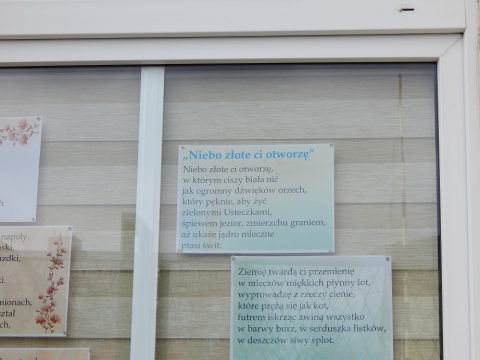 „Niebo złote ci otworzę”
Niebo złote ci otworzę,
w którym ciszy biała nić
jak ogromny dźwięków orzech,
który pęknie, aby żyć
zielonymi Usteczkami,
śpiewem jezior, zmierzchu graniem,
aż ukaże jądro mleczne
ptasi świt.
Ziemię twardą ci przemienię
w mleczów miękkich płynny lot,
wyprowadzę z rzeczy cienie,
które prężą się jak kot,
futrem iskrząc zwiną wszystko
w barwy burz, w serduszka listków,
w deszczów siwy splot.
nionach,
ształ
ch,